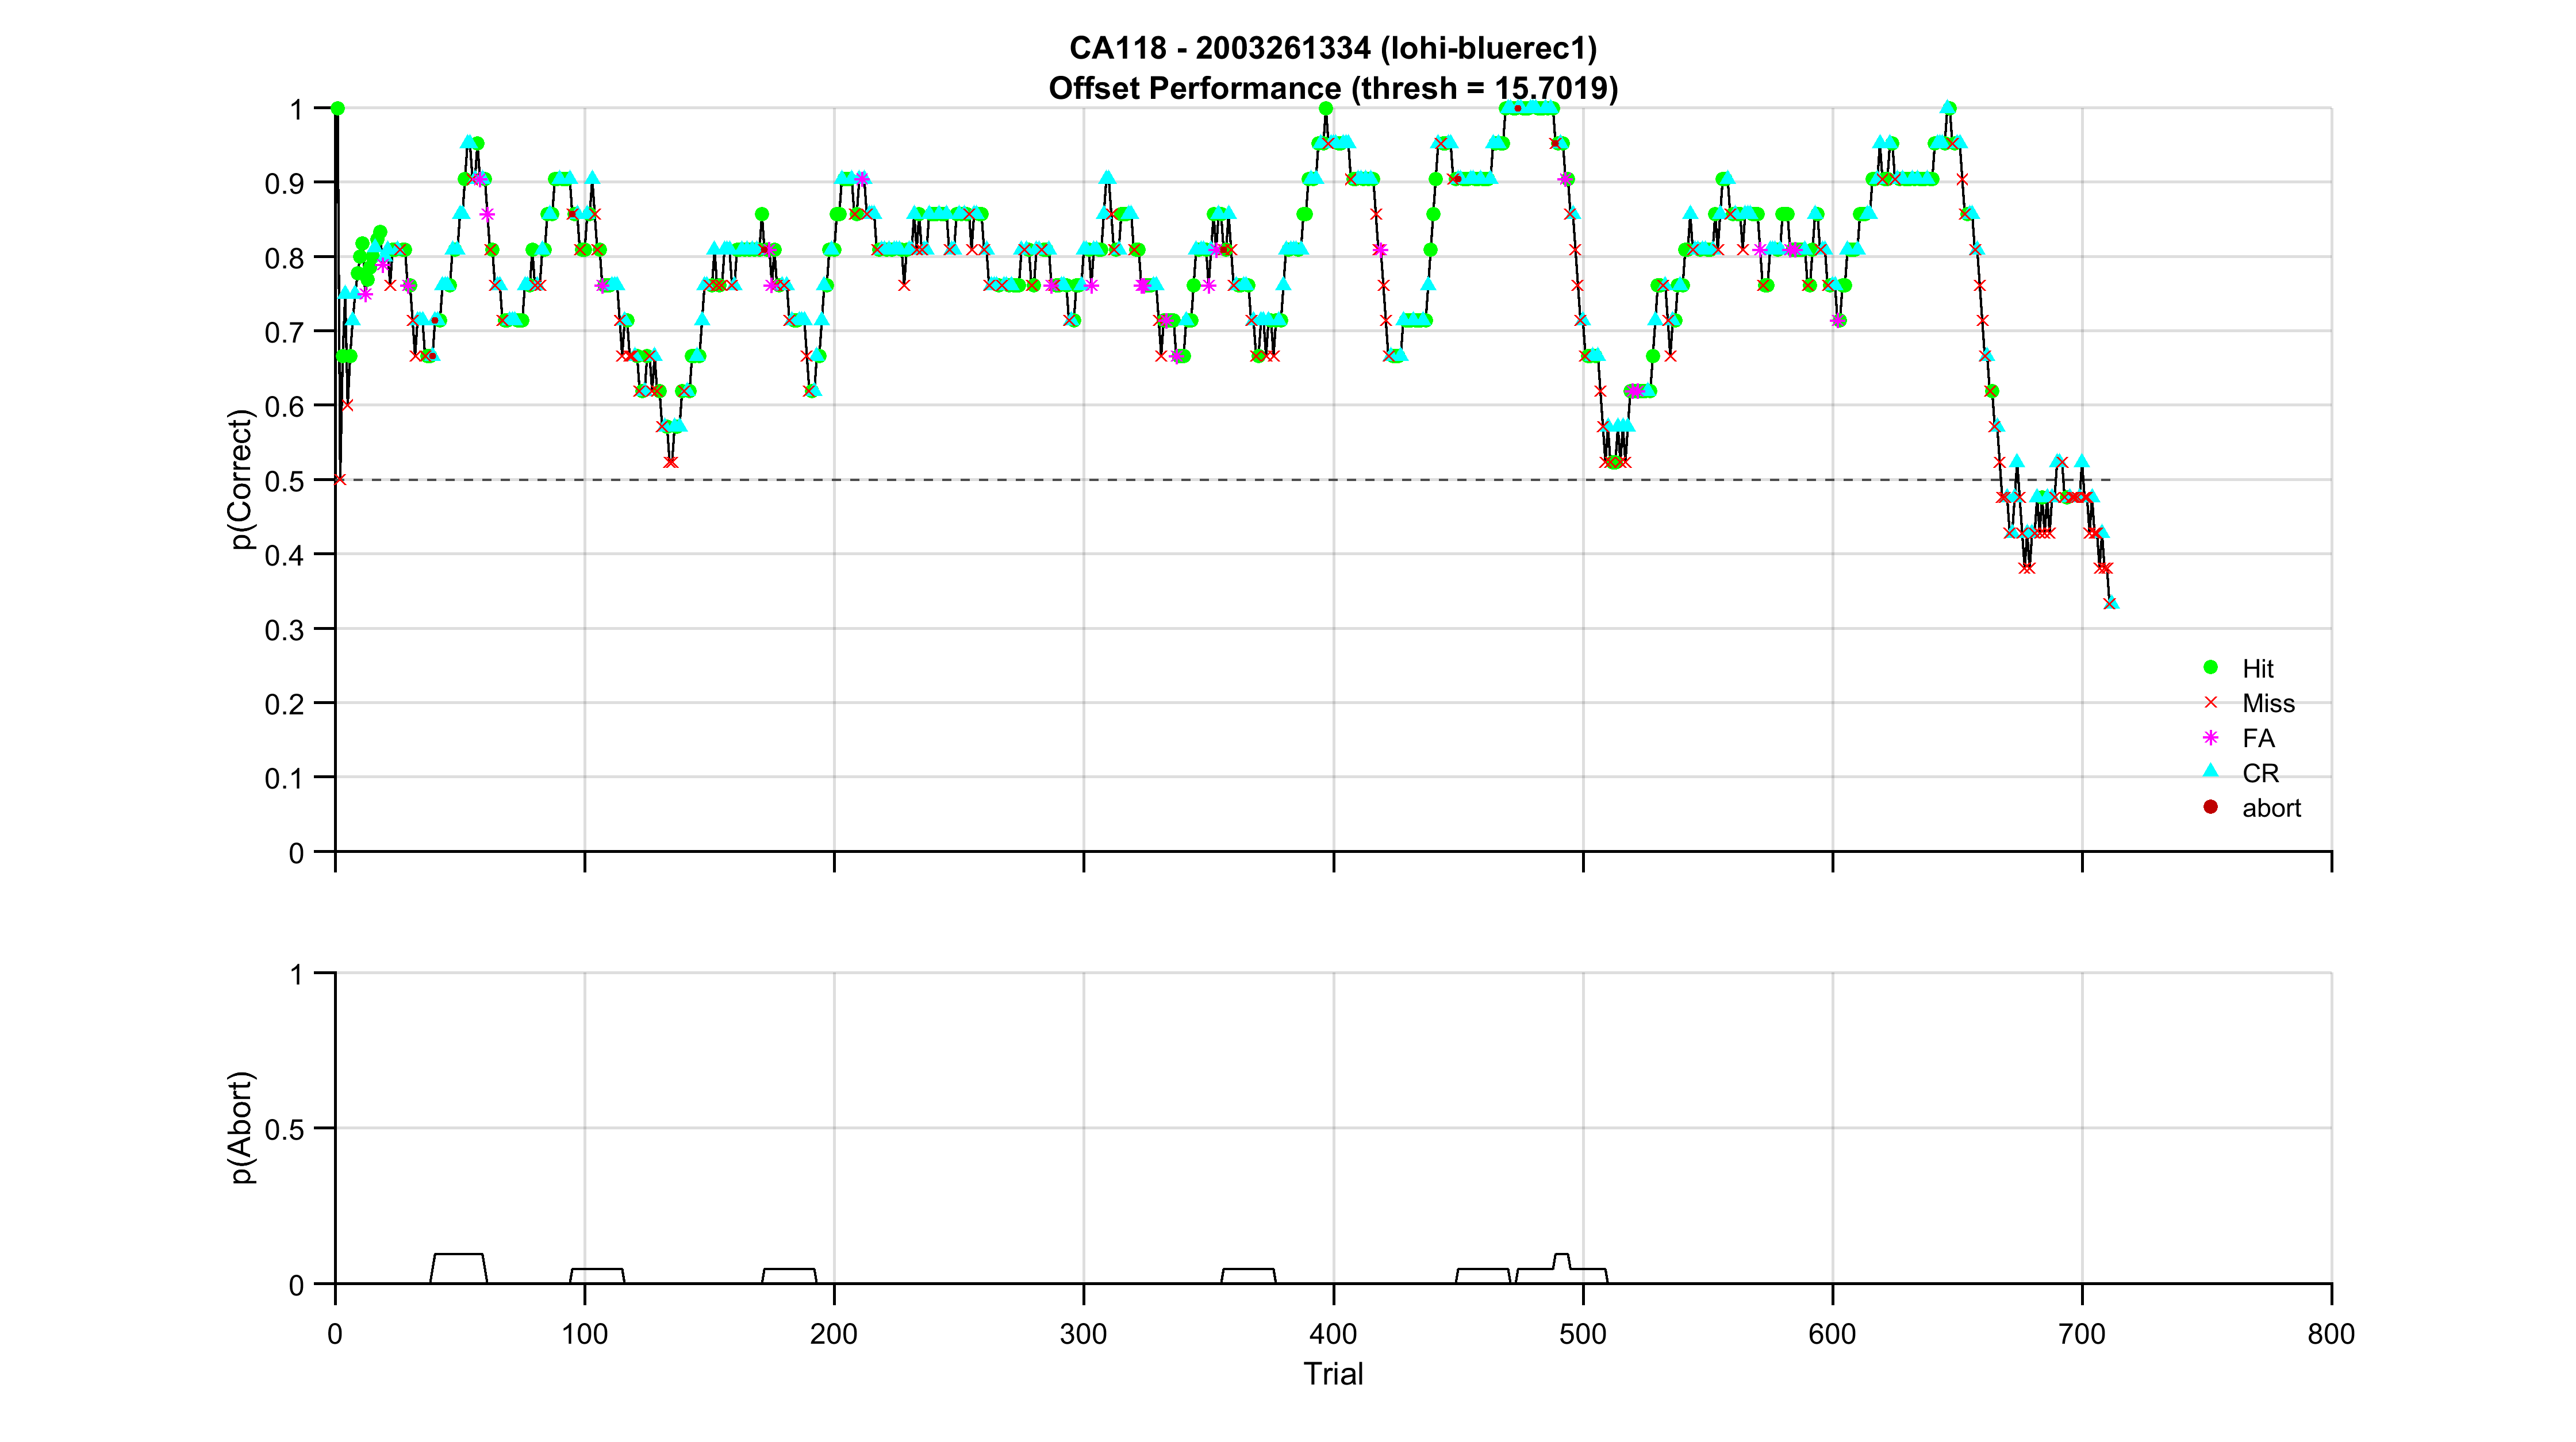 CA118 - 2003261334 (lohi-bluerec1)
Offset Performance (thresh = 15.7019)
1
0.9
0.8
0.7
0.6
0.5
0.4
0.3
0.2
0.1
0
p(Correct)
Hit
Miss
FA
CR
abort
1
0.5
0
p(Abort)
0 100 200 300 400 500 600 700 800
Trial